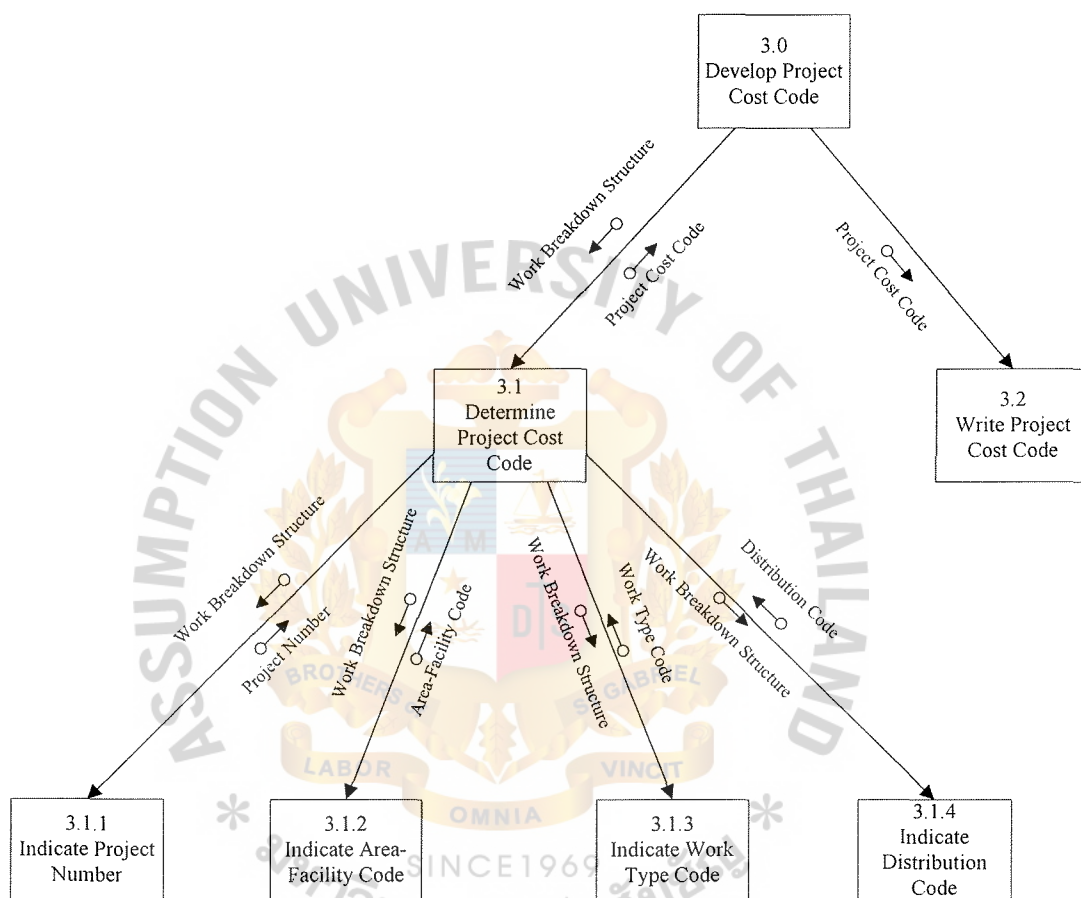 3.0
Develop Project
Cost Code
Work Breakdown Structure
Project Cost Code
Project Cost Code
3.1
Determine
Project Cost
Code
3.2
Write Project
Cost Code
Work Breakdown Structure
Project Number
Work Breakdown Structure
Area-Facility Code
Work Breakdown Structure
Work Type Code
Work Breakdown Structure
Distribution Code
3.1.1
Indicate Project
Number
3.1.2
Indicate Area-
Facility Code
3.1.3
Indicate Work
Type Code
3.1.4
Indicate
Distribution
Code
ASSUMPTION UNIVERSITY OF THAILAND
A M
D S
BROTHERS
GABRIEL
LABOR
VINCIT
OMNIA
SINCE1969